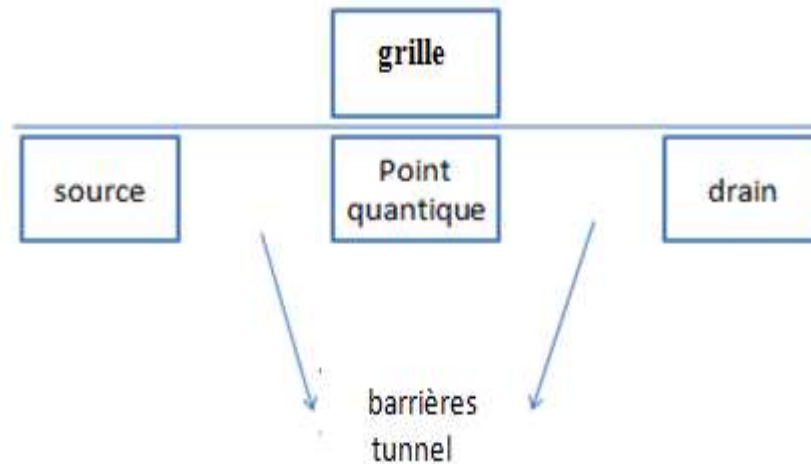 grille
source
Point
quantique
drain
barrières
tunnel